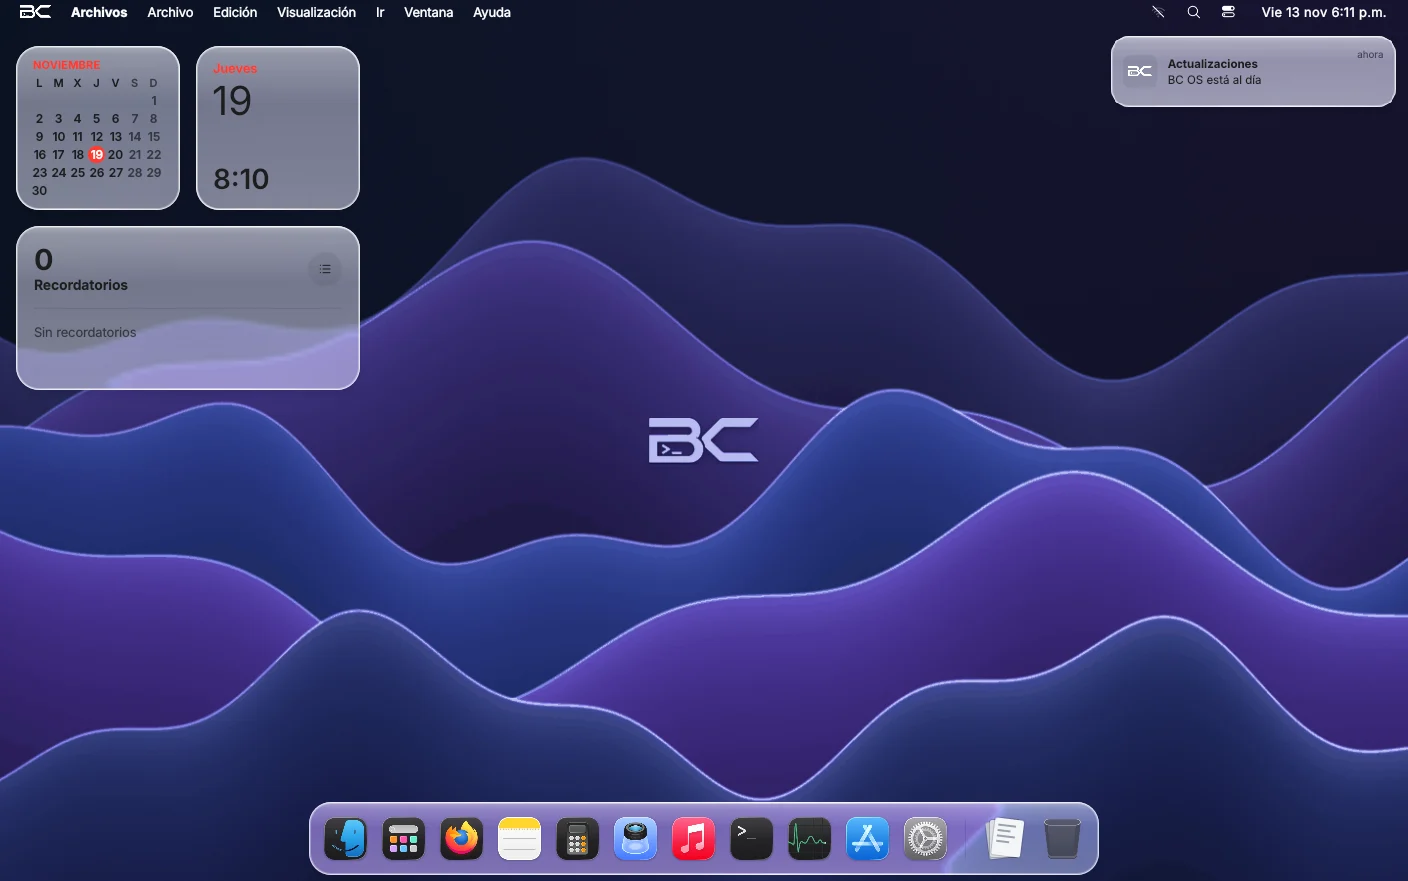 BC Archivos Archivo Edición Visualización Ir Ventana Ayuda Vie 13 nov 6:11 p.m.
NOVIEMBRE
L M X J V S D
1
2 3 4 5 6 7 8
9 10 11 12 13 14 15
16 17 18 19 20 21 22
23 24 25 26 27 28 29
30
Jueves
19
8:10
0
Recordatorios
Sin recordatorios
BC
Actualizaciones
ahora
BC OS está al día
BC
>_
>_